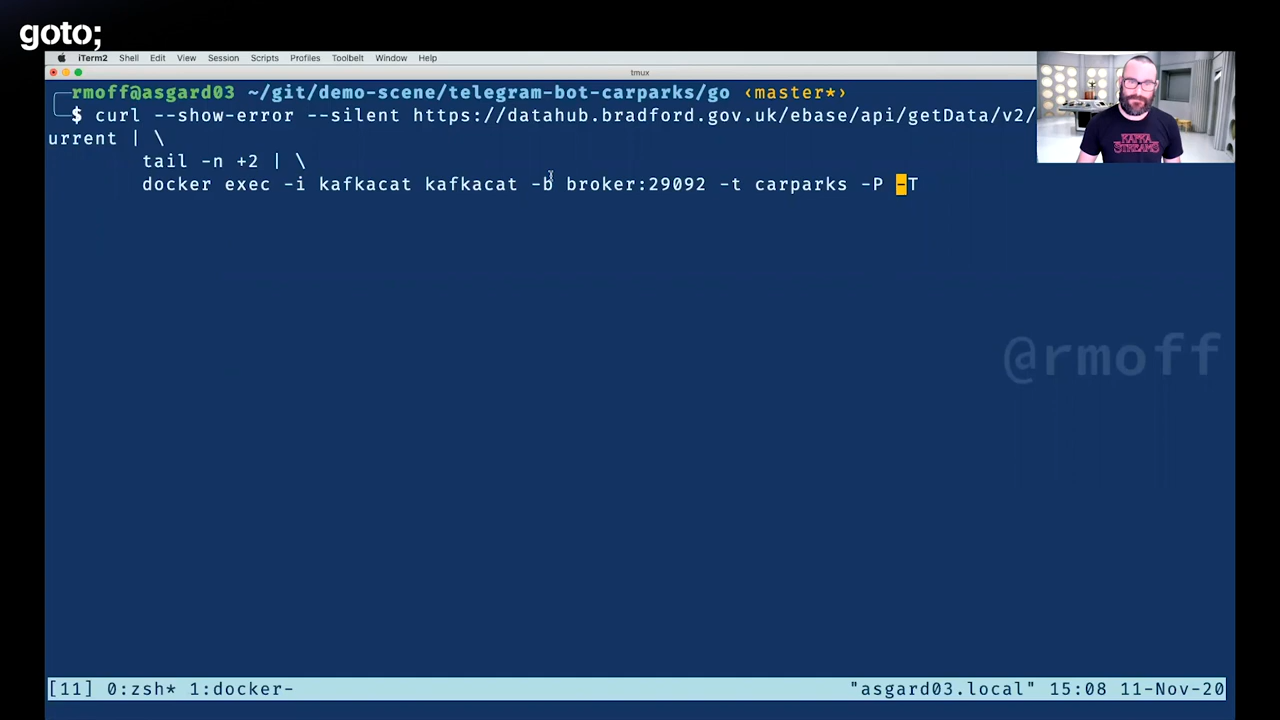 goto;
iTerm2 Shell Edit View Session Scripts Profiles Toolbelt Window Help
tmux
rmoff@asgard03 ~/git/demo-scene/telegram-bot-carparks/go ‹master*›
$ curl --show-error --silent https://datahub.bradford.gov.uk/ebase/api/getData/v2/
urrent | \
tail -n +2 | \
docker exec -i kafkacat kafkacat -b broker:29092 -t carparks -P -T
KAFKA
STREAMS
@rmoff
[11] 0:zsh* 1:docker- "asgard03.local" 15:08 11-Nov-20